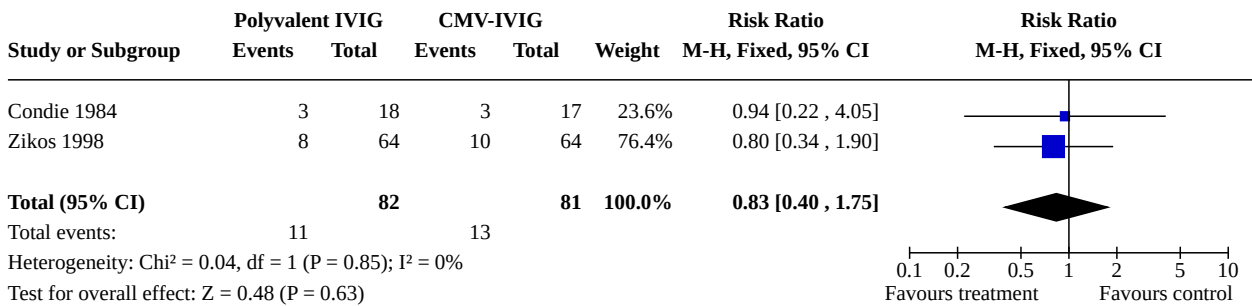 Polyvalent IVIG CMV-IVIG Risk Ratio Risk Ratio
Study or Subgroup Events Total Events Total Weight M-H, Fixed, 95% CI M-H, Fixed, 95% CI
Condie 1984 3 18 3 17 23.6% 0.94 [0.22 , 4.05]
Zikos 1998 8 64 10 64 76.4% 0.80 [0.34 , 1.90]
Total (95% CI) 82 81 100.0% 0.83 [0.40 , 1.75]
Total events: 11 13
Heterogeneity: Chi² = 0.04, df = 1 (P = 0.85); I² = 0%
0.1 0.2 0.5 1 2 5 10
Test for overall effect: Z = 0.48 (P = 0.63) Favours treatment Favours control